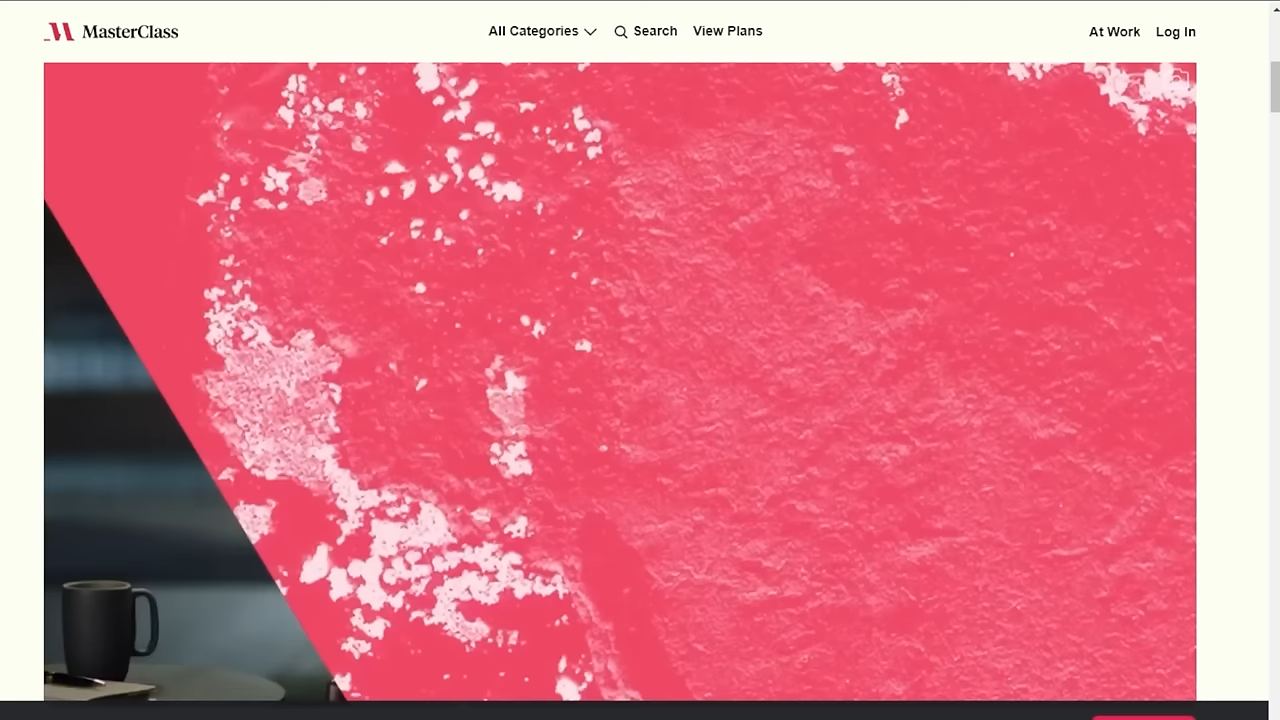 MasterClass
All Categories
Search
View Plans
At Work
Log In